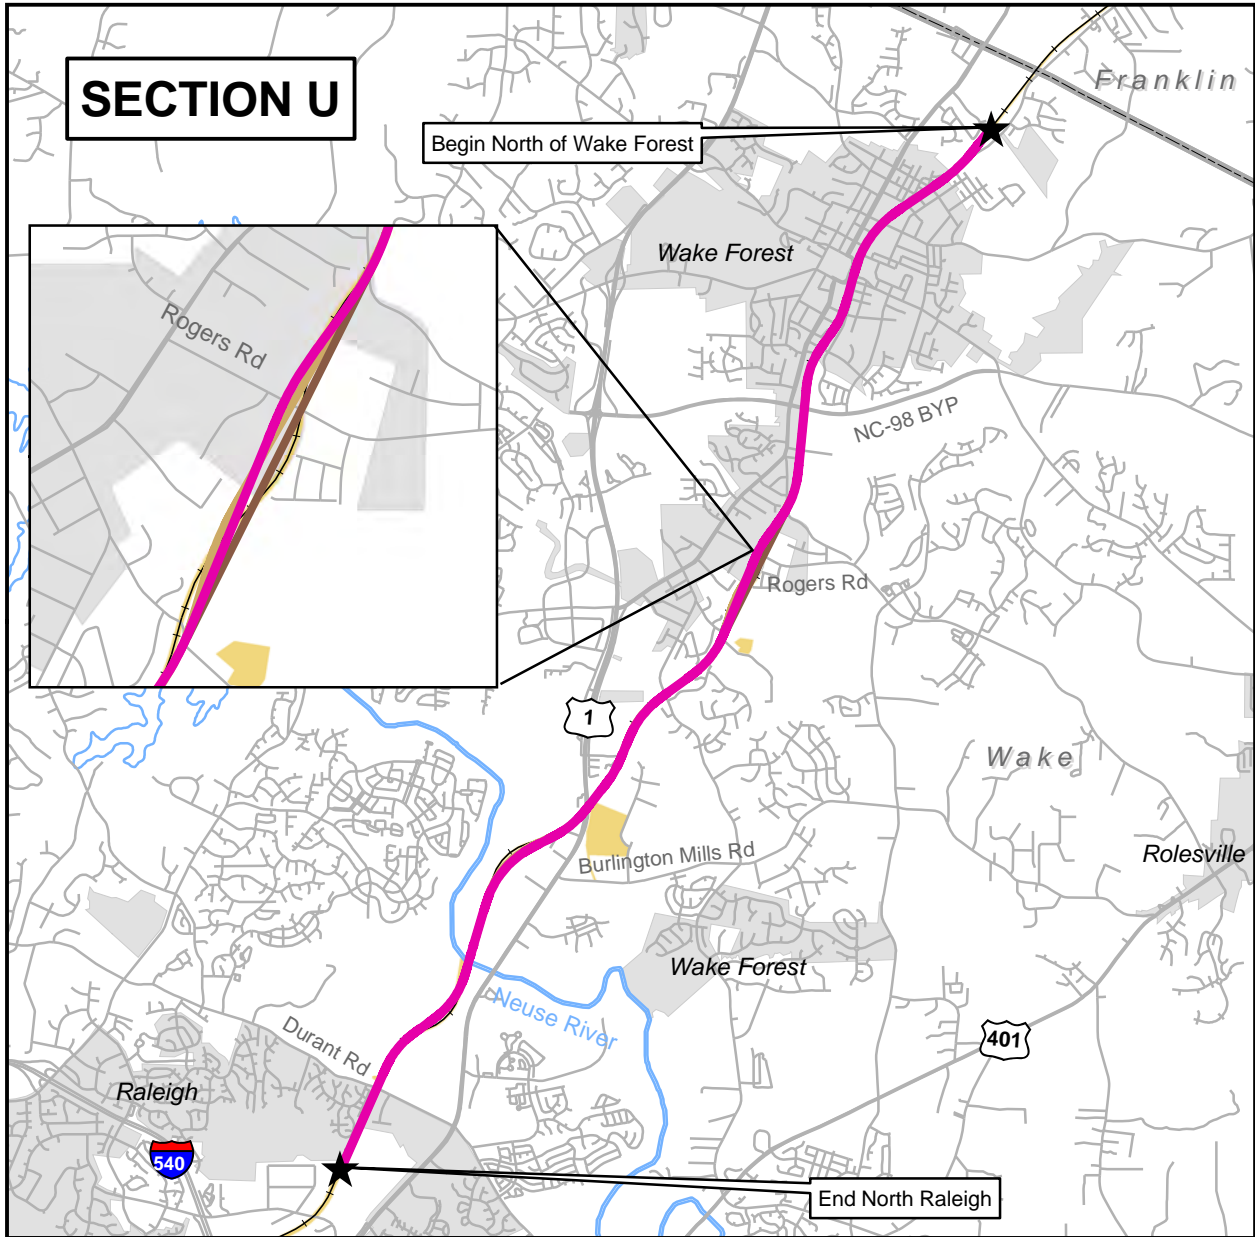 SECTION U
Franklin
Begin North of Wake Forest
Wake Forest
Rogers Rd
NC-98 BYP
Rogers Rd
1
Wake
Burlington Mills Rd
Rolesville
Wake Forest
Neuse River
Durant Rd
401
Raleigh
540
End North Raleigh